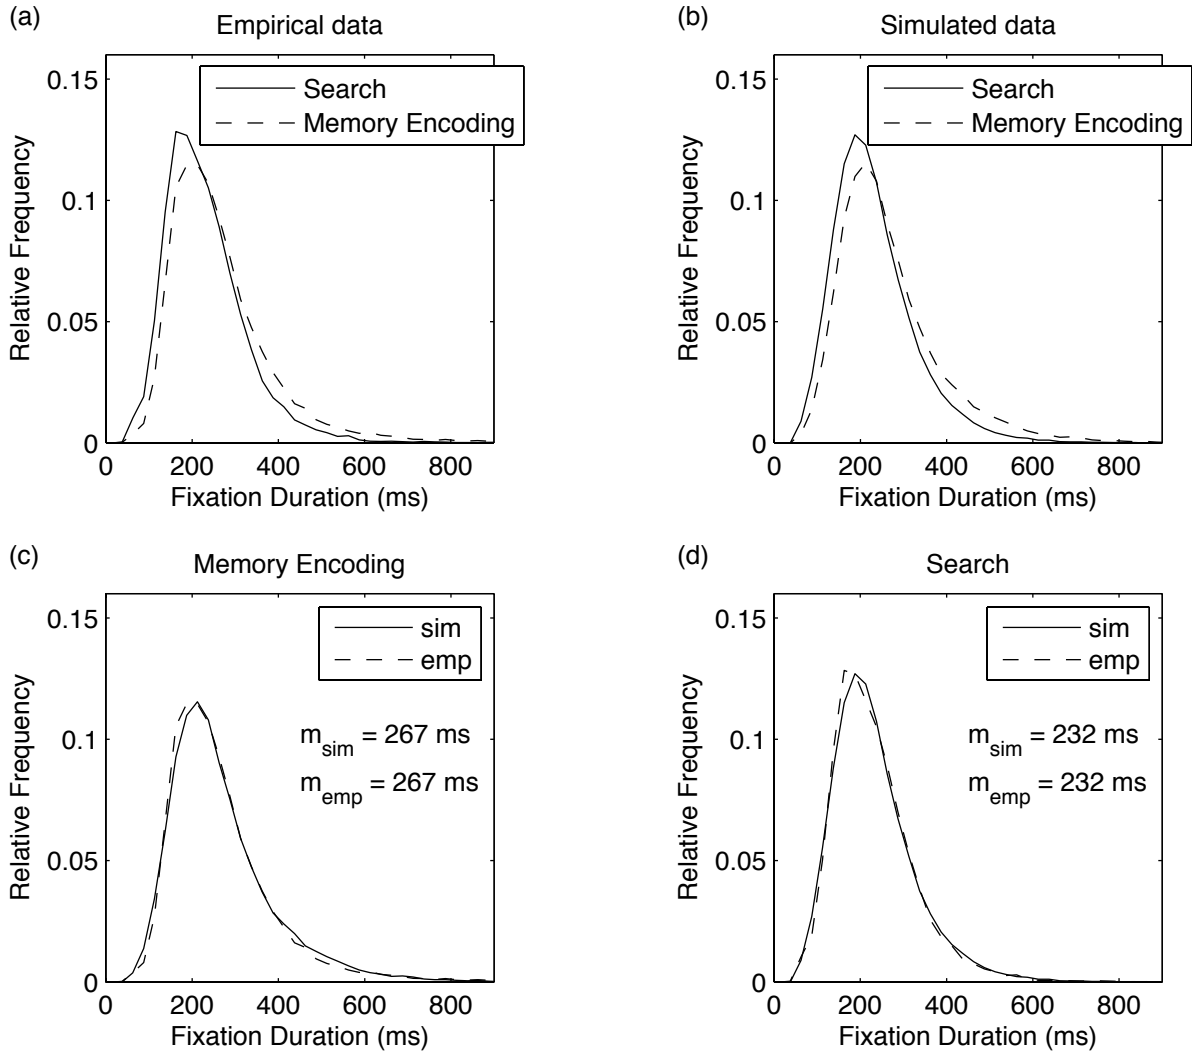 (a)
Empirical data
0.15
0.1
0.05
0
Relative Frequency
Search
Memory Encoding
0 200 400 600 800
Fixation Duration (ms)
(b)
Simulated data
0.15
0.1
0.05
0
Relative Frequency
Search
Memory Encoding
0 200 400 600 800
Fixation Duration (ms)
(c)
Memory Encoding
0.15
0.1
0.05
0
Relative Frequency
sim
emp
m_sim = 267 ms
m_emp = 267 ms
0 200 400 600 800
Fixation Duration (ms)
(d)
Search
0.15
0.1
0.05
0
Relative Frequency
sim
emp
m_sim = 232 ms
m_emp = 232 ms
0 200 400 600 800
Fixation Duration (ms)